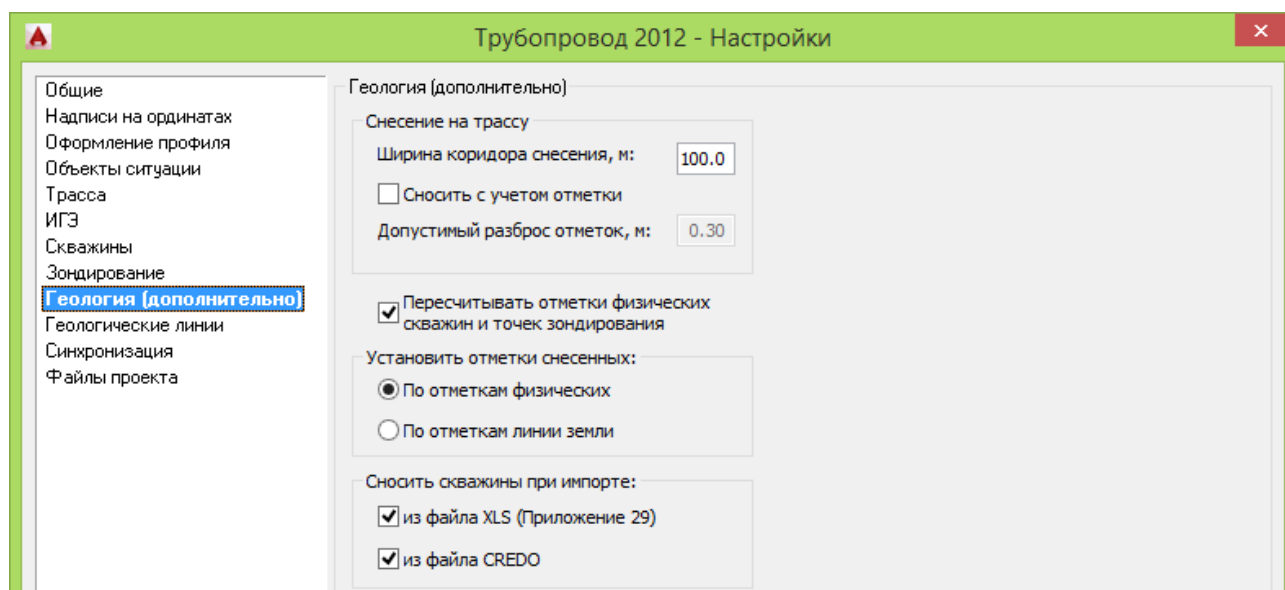 Трубопровод 2012 - Настройки
Общие
Надписи на ординатах
Оформление профиля
Объекты ситуации
Трасса
ИГЭ
Скважины
Зондирование
Геология (дополнительно)
Геологические линии
Синхронизация
Файлы проекта
Геология (дополнительно)
Снесение на трассу
Ширина коридора снесения, м: 100.0
Сносить с учетом отметки
Допустимый разброс отметок, м: 0.30
Пересчитывать отметки физических
скважин и точек зондирования
Установить отметки снесенных:
По отметкам физических
По отметкам линии земли
Сносить скважины при импорте:
из файла XLS (Приложение 29)
из файла CREDO